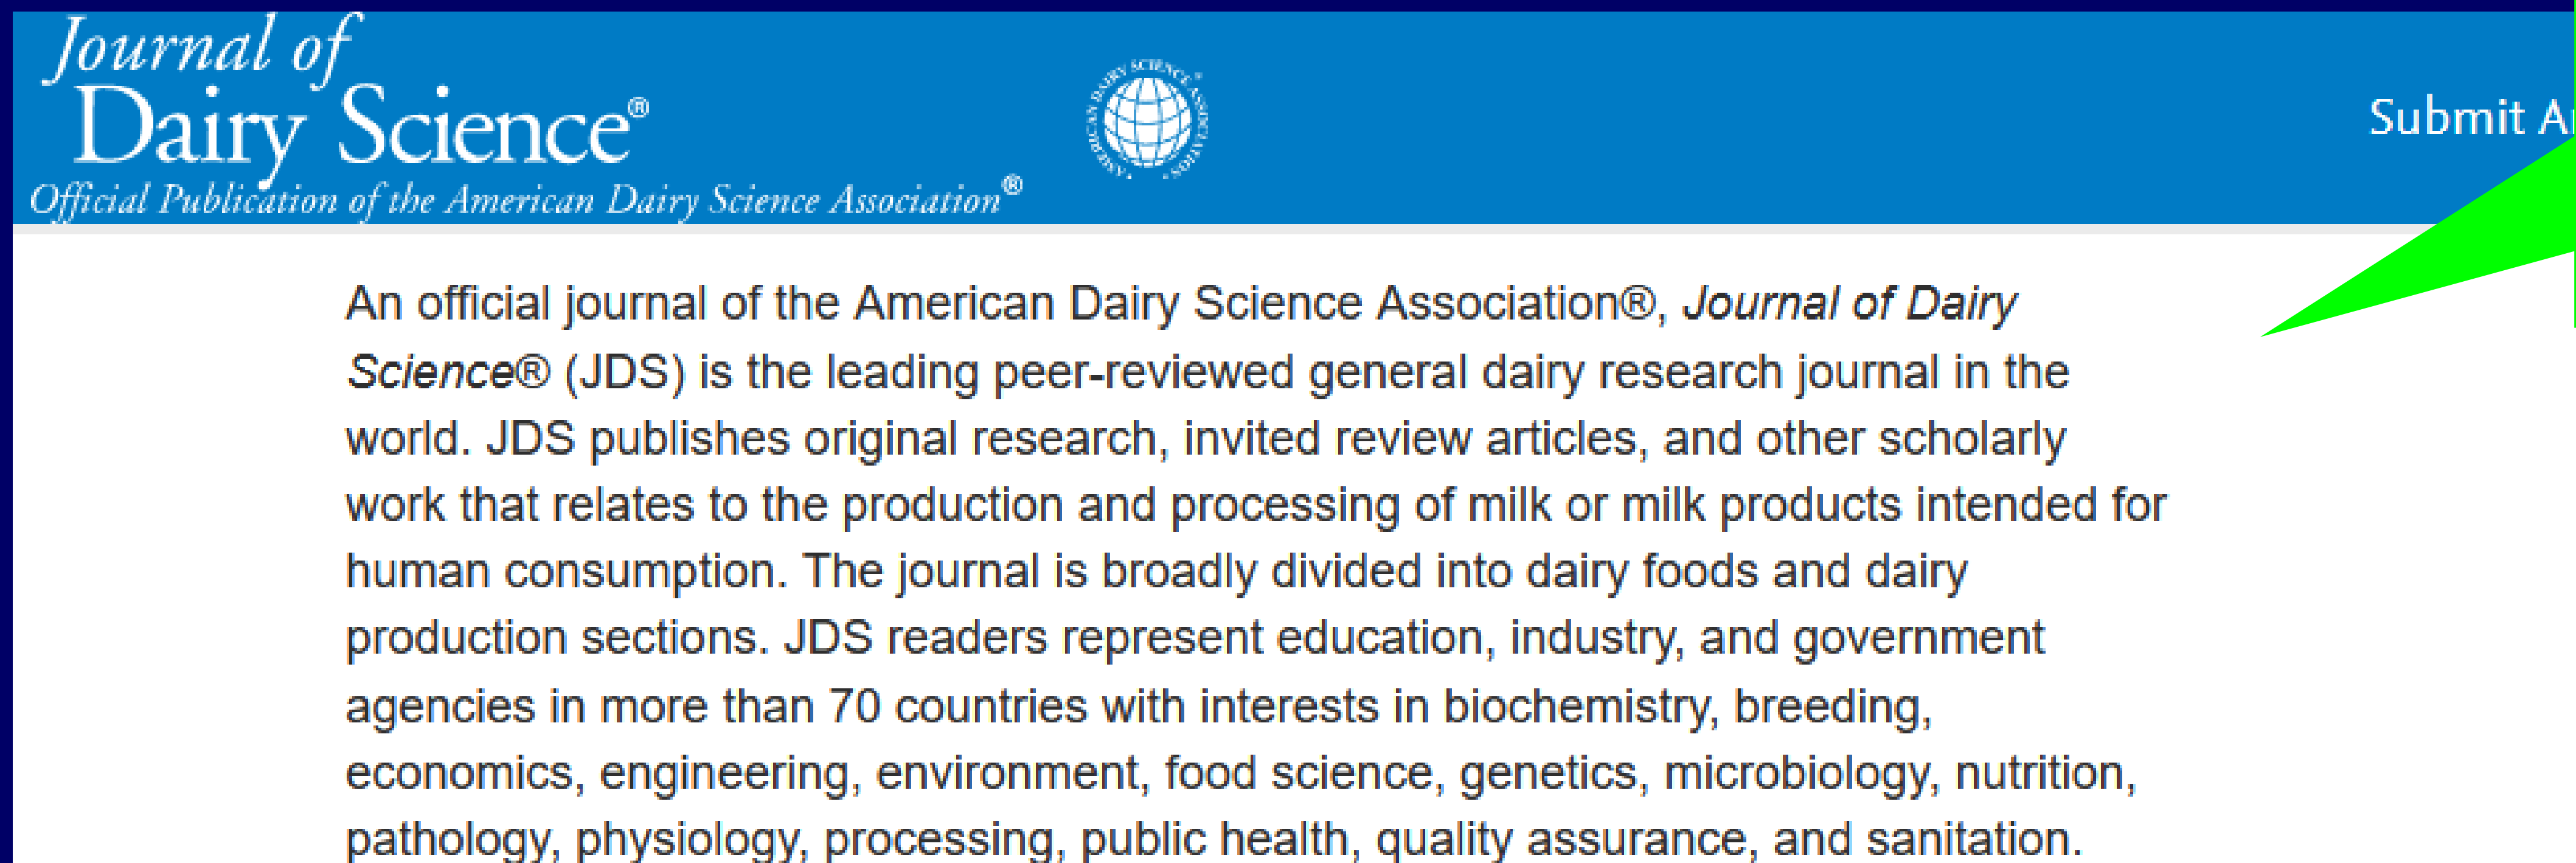 Journal of
Dairy Science®
Official Publication of the American Dairy Science Association®
AMERICAN DAIRY SCIENCE ASSOCIATION®
Submit
An official journal of the American Dairy Science Association®, Journal of Dairy
Science® (JDS) is the leading peer-reviewed general dairy research journal in the
world. JDS publishes original research, invited review articles, and other scholarly
work that relates to the production and processing of milk or milk products intended for
human consumption. The journal is broadly divided into dairy foods and dairy
production sections. JDS readers represent education, industry, and government
agencies in more than 70 countries with interests in biochemistry, breeding,
economics, engineering, environment, food science, genetics, microbiology, nutrition,
pathology, physiology, processing, public health, quality assurance, and sanitation.